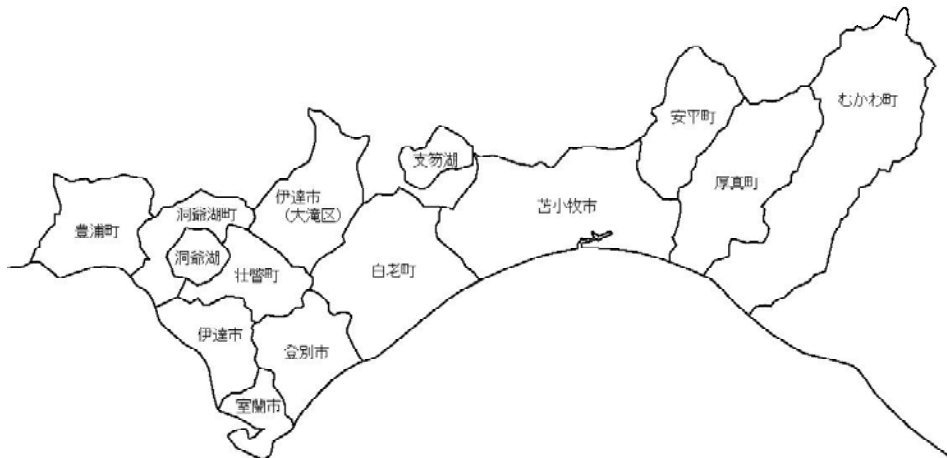 むかわ町
安平町
支笏湖
厚真町
伊達市
（大滝区）
苫小牧市
洞爺湖町
豊浦町
洞爺湖
壮瞥町
白老町
伊達市
登別市
室蘭市